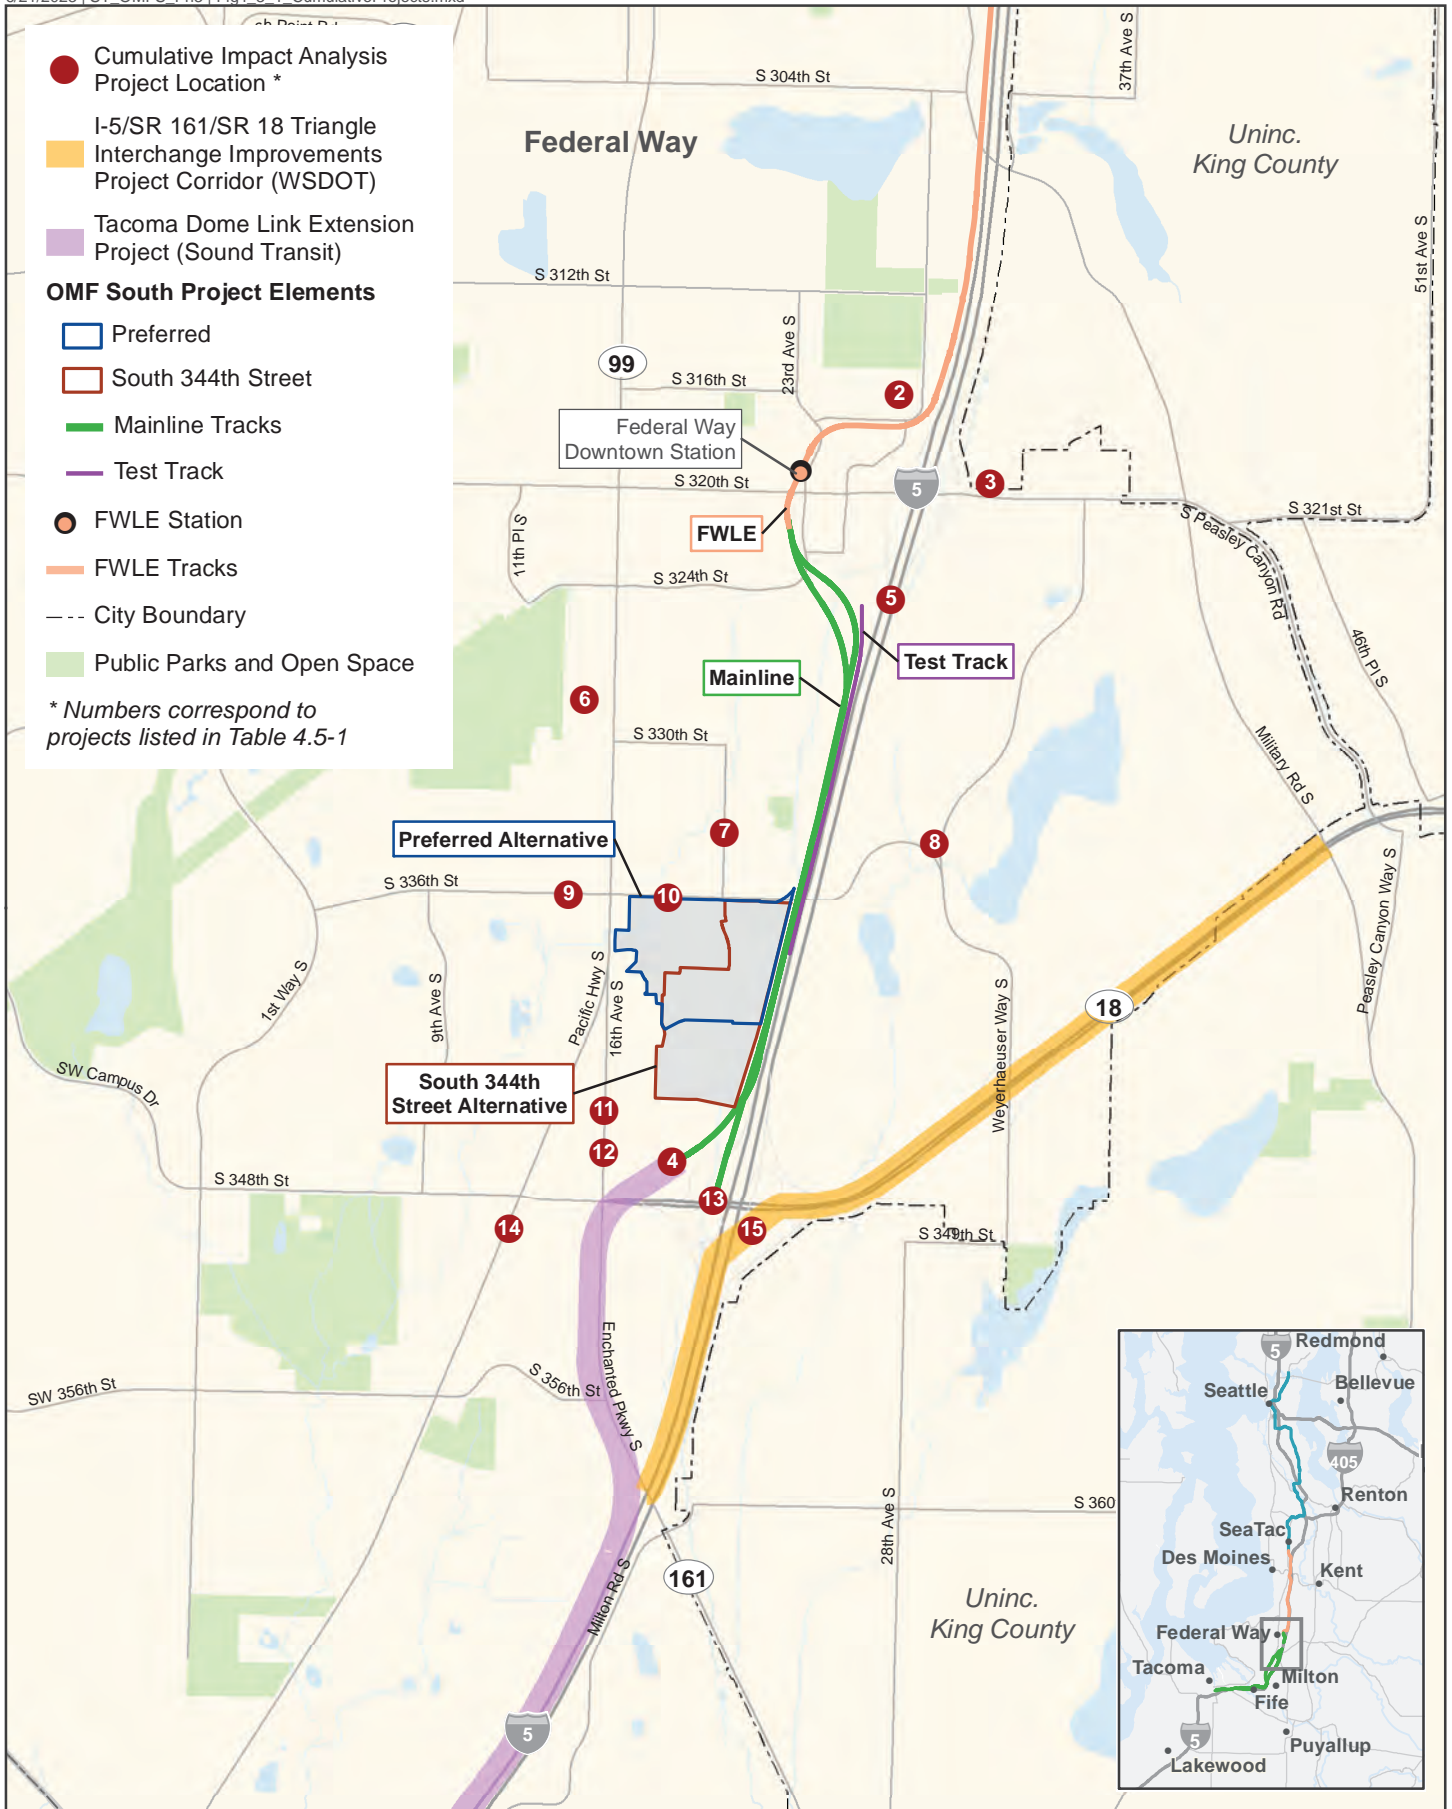 Cumulative Impact Analysis
Project Location *
I-5/SR 161/SR 18 Triangle
Interchange Improvements
Project Corridor (WSDOT)
Tacoma Dome Link Extension
Project (Sound Transit)
OMF South Project Elements
Preferred
South 344th Street
Mainline Tracks
Test Track
FWLE Station
FWLE Tracks
City Boundary
Public Parks and Open Space
* Numbers correspond to
projects listed in Table 4.5-1
S 304th St
37th Ave S
Federal Way
Uninc.
King County
51st Ave S
S 312th St
23rd Ave S
99
S 316th St
2
Federal Way
Downtown Station
S 320th St
5
3
S 321st St
S Peasley Canyon Rd
11th Pl S
FWLE
S 324th St
5
46th Pl S
Test Track
Mainline
6
S 330th St
Military Rd S
7
8
Preferred Alternative
S 336th St
9
10
Peasley Canyon Way S
1st Way S
9th Ave S
Pacific Hwy S
16th Ave S
Weyerhaeuser Way S
18
SW Campus Dr
South 344th
Street Alternative
11
12
4
S 348th St
13
14
15
S 349th St
Enchanted Pkwy S
SW 356th St
S 356th St
28th Ave S
S 360
161
Milton Rd S
Uninc.
King County
5
5
Redmond
Seattle
Bellevue
405
Renton
SeaTac
Des Moines
Kent
Federal Way
Tacoma
Milton
Fife
5
Puyallup
Lakewood